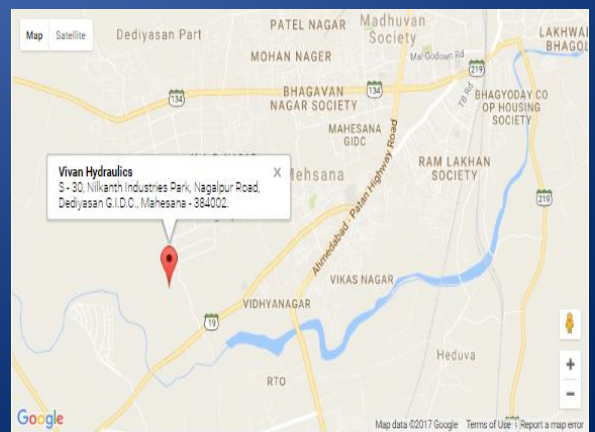 Map Satellite
Dediyasan Part
PATEL NAGAR
Madhuvan
Society
LAKHWAI
BHAGOL
MOHAN NAGER
Mal Godown Rd
219
134
BHAGAVAN
NAGAR SOCIETY
134
TB Rd
BHAGYODAY CO
OP HOUSING
SOCIETY
MAHESANA
GIDC
Vivan Hydraulics
S - 30, Nilkanth Industries Park, Nagalpur Road,
Dediyasan G.I.D.C., Mahesana - 384002.
Mehsana
RAM LAKHAN
SOCIETY
219
Ahmedabad - Patan Highway Road
VIKAS NAGAR
VIDHYANAGAR
19
Heduva
RTO
Google
Map data ©2017 Google Terms of Use Report a map error